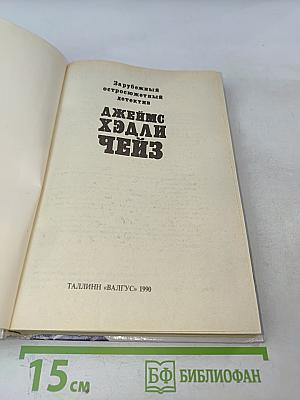 Зарубежный
остросюжетный
детектив
ДЖЕЙМС
ХЭДЛИ
ЧЕЙЗ
ТАЛЛИНН «ВАЛГУС» 1990
15 см
БФ БИБЛИОФАН